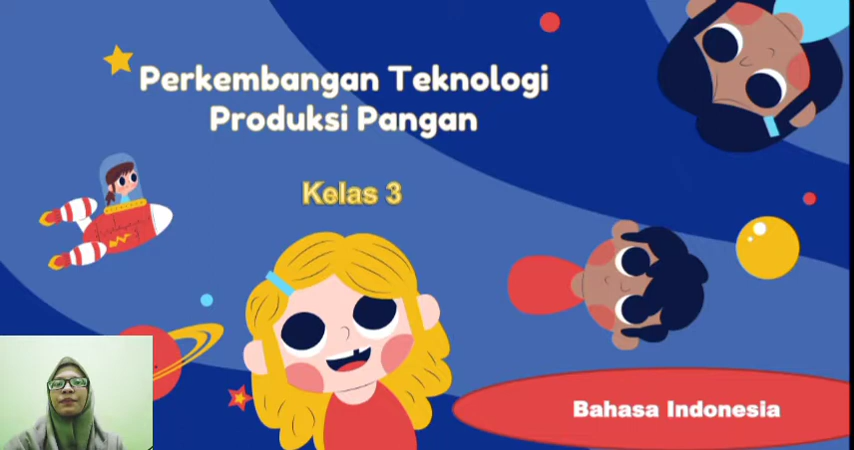 Perkembangan Teknologi
Produksi Pangan
Kelas 3
Bahasa Indonesia